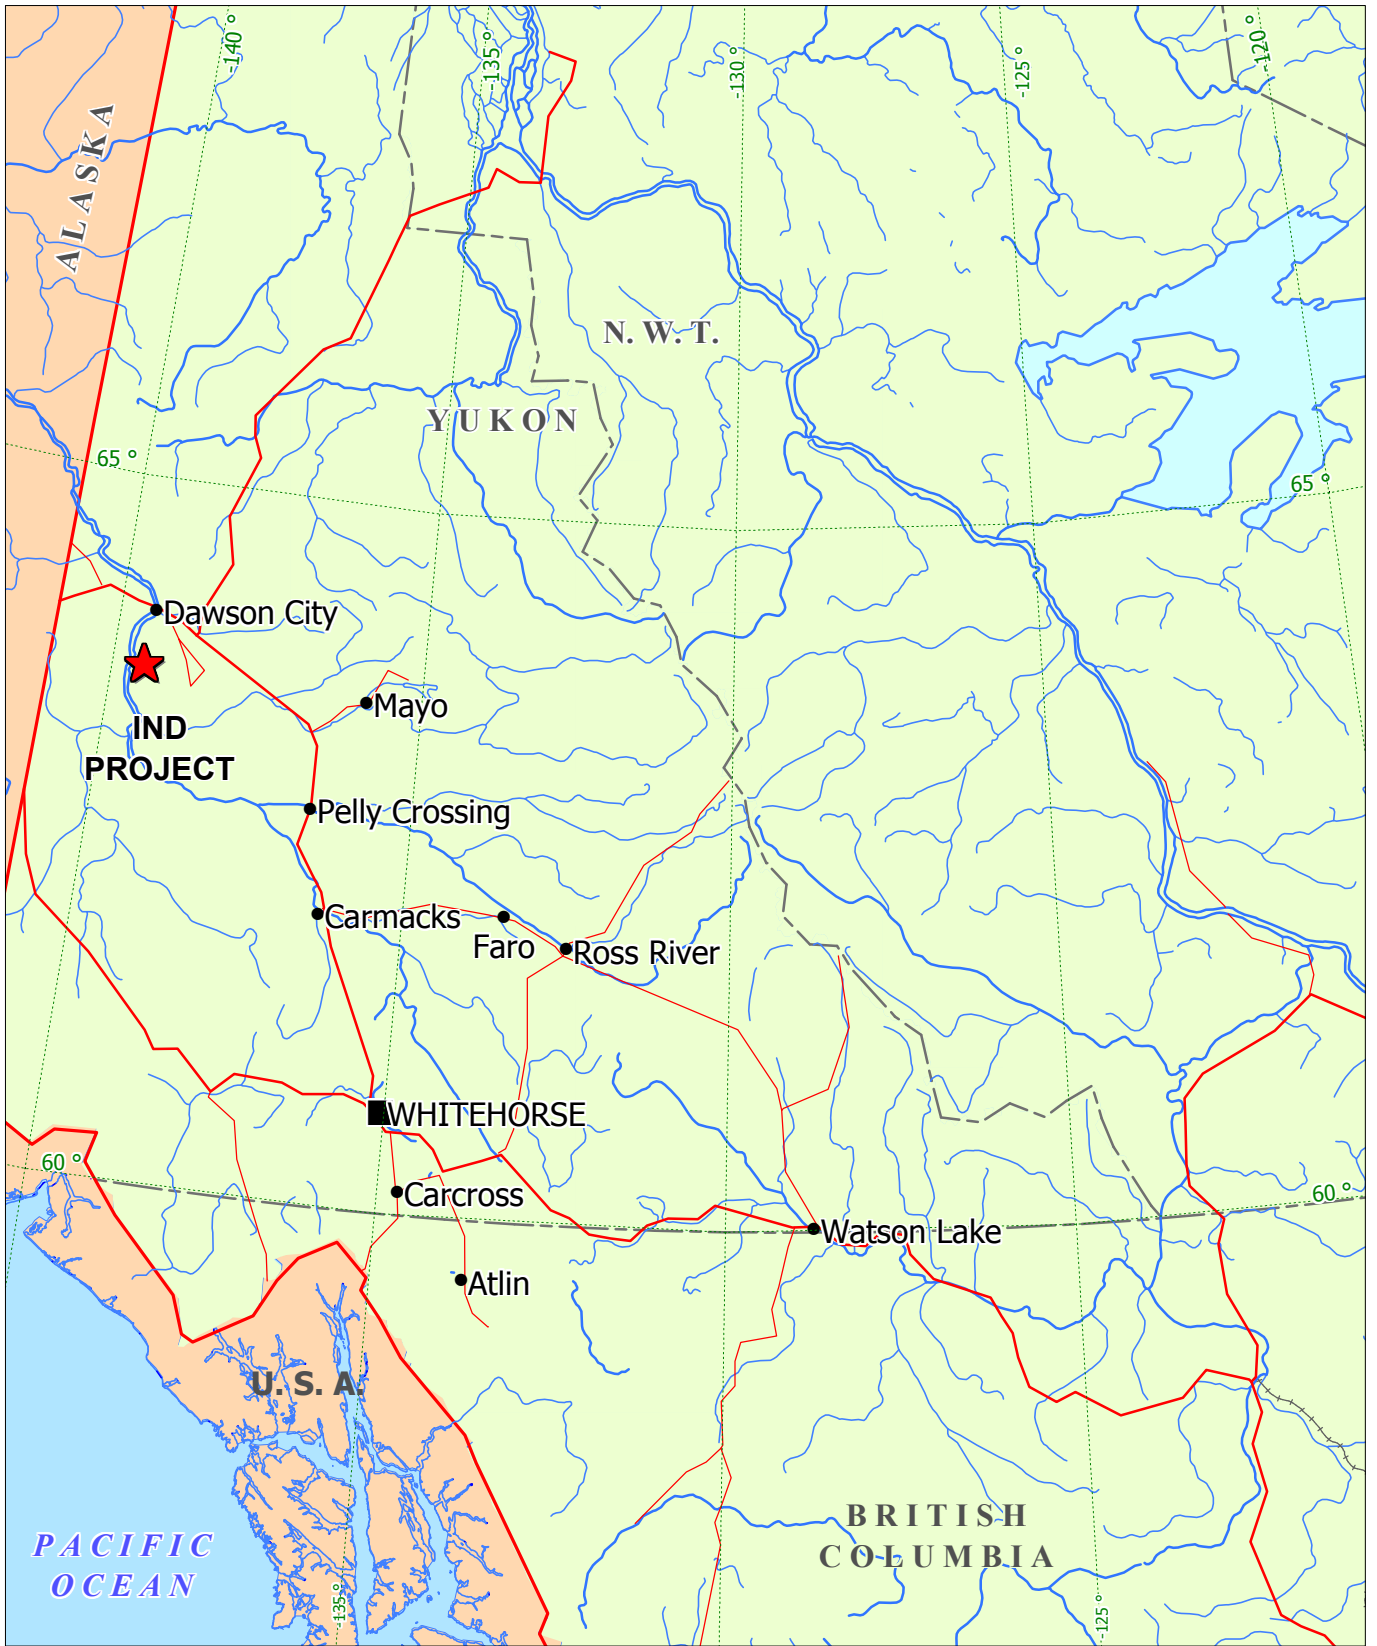 -140 °
-135 °
-130 °
-125 °
-120 °
ALASKA
N. W. T.
YUKON
65 °
65 °
Dawson City
IND
PROJECT
Mayo
Pelly Crossing
Carmacks
Faro
Ross River
WHITEHORSE
60 °
60 °
Carcross
Watson Lake
Atlin
U. S. A.
PACIFIC
OCEAN
BRITISH
COLUMBIA
-135 °
-125 °